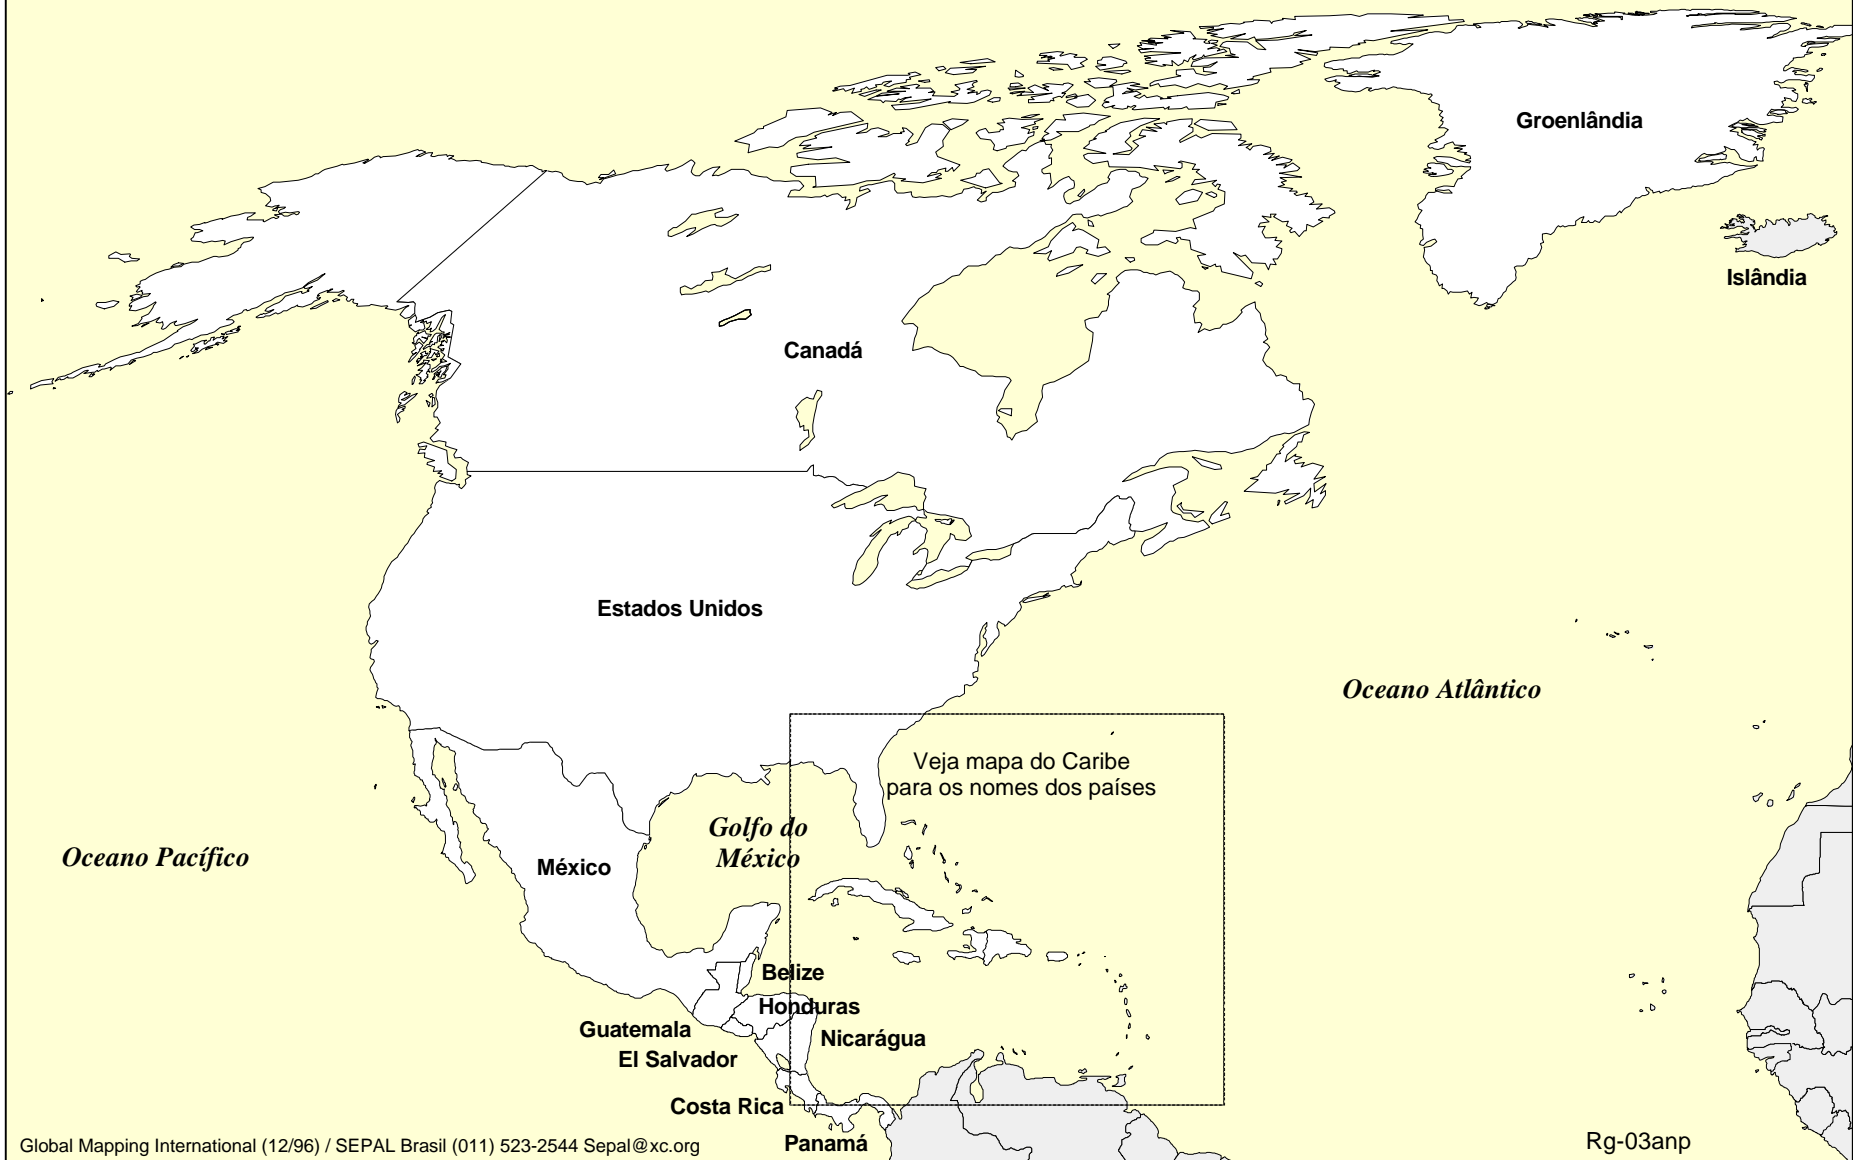 Groenlândia
Islândia
Canadá
Estados Unidos
Oceano Atlântico
Veja mapa do Caribe
para os nomes dos países
Golfo do
México
Oceano Pacífico
México
Belize
Honduras
Guatemala
Nicarágua
El Salvador
Costa Rica
Panamá
Global Mapping International (12/96) / SEPAL Brasil (011) 523-2544 Sepal@xc.org
Rg-03anp